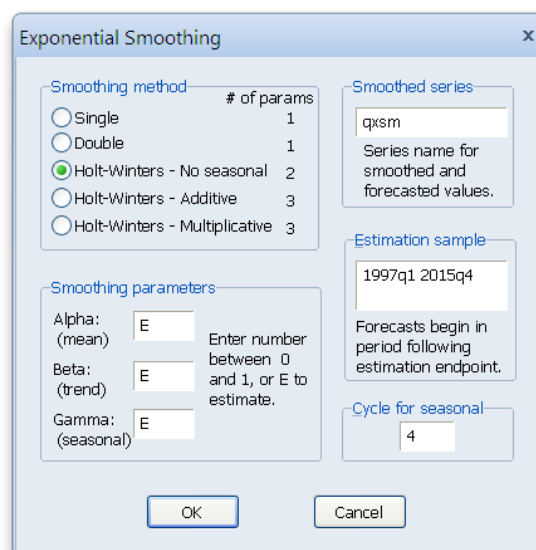 Exponential Smoothing x
Smoothing method
# of params
Single 1
Double 1
Holt-Winters - No seasonal 2
Holt-Winters - Additive 3
Holt-Winters - Multiplicative 3
Smoothed series
qxsm
Series name for
smoothed and
forecasted values.
Estimation sample
1997q1 2015q4
Forecasts begin in
period following
estimation endpoint.
Smoothing parameters
Alpha:
(mean)
E
Beta:
(trend)
E
Gamma:
(seasonal)
E
Enter number
between 0
and 1, or E to
estimate.
Cycle for seasonal
4
OK
Cancel